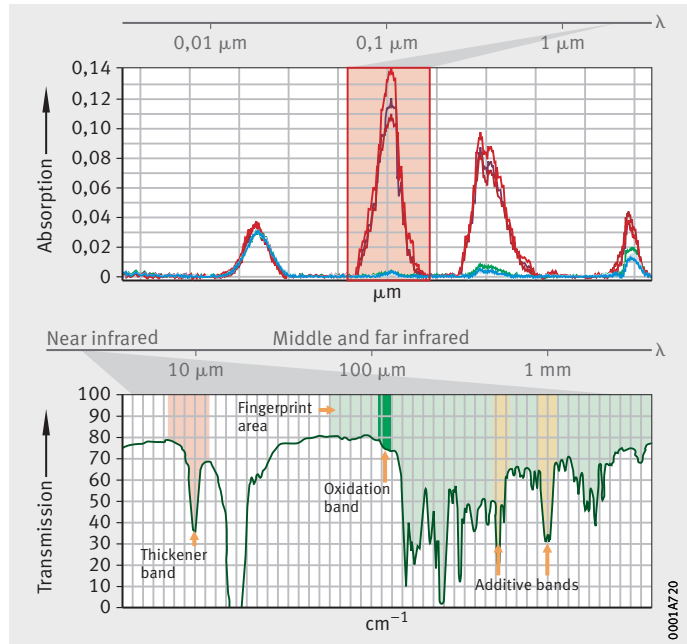 0,01 µm 0,1 µm 1 µm λ
Absorption
0,14
0,12
0,10
0,08
0,06
0,04
0,02
0
µm
Near infrared Middle and far infrared
10 µm 100 µm 1 mm λ
Transmission
100
90
80
70
60
50
40
30
20
10
0
Fingerprint
area
Oxidation
band
Thickener
band
Additive bands
cm⁻¹
0001A720